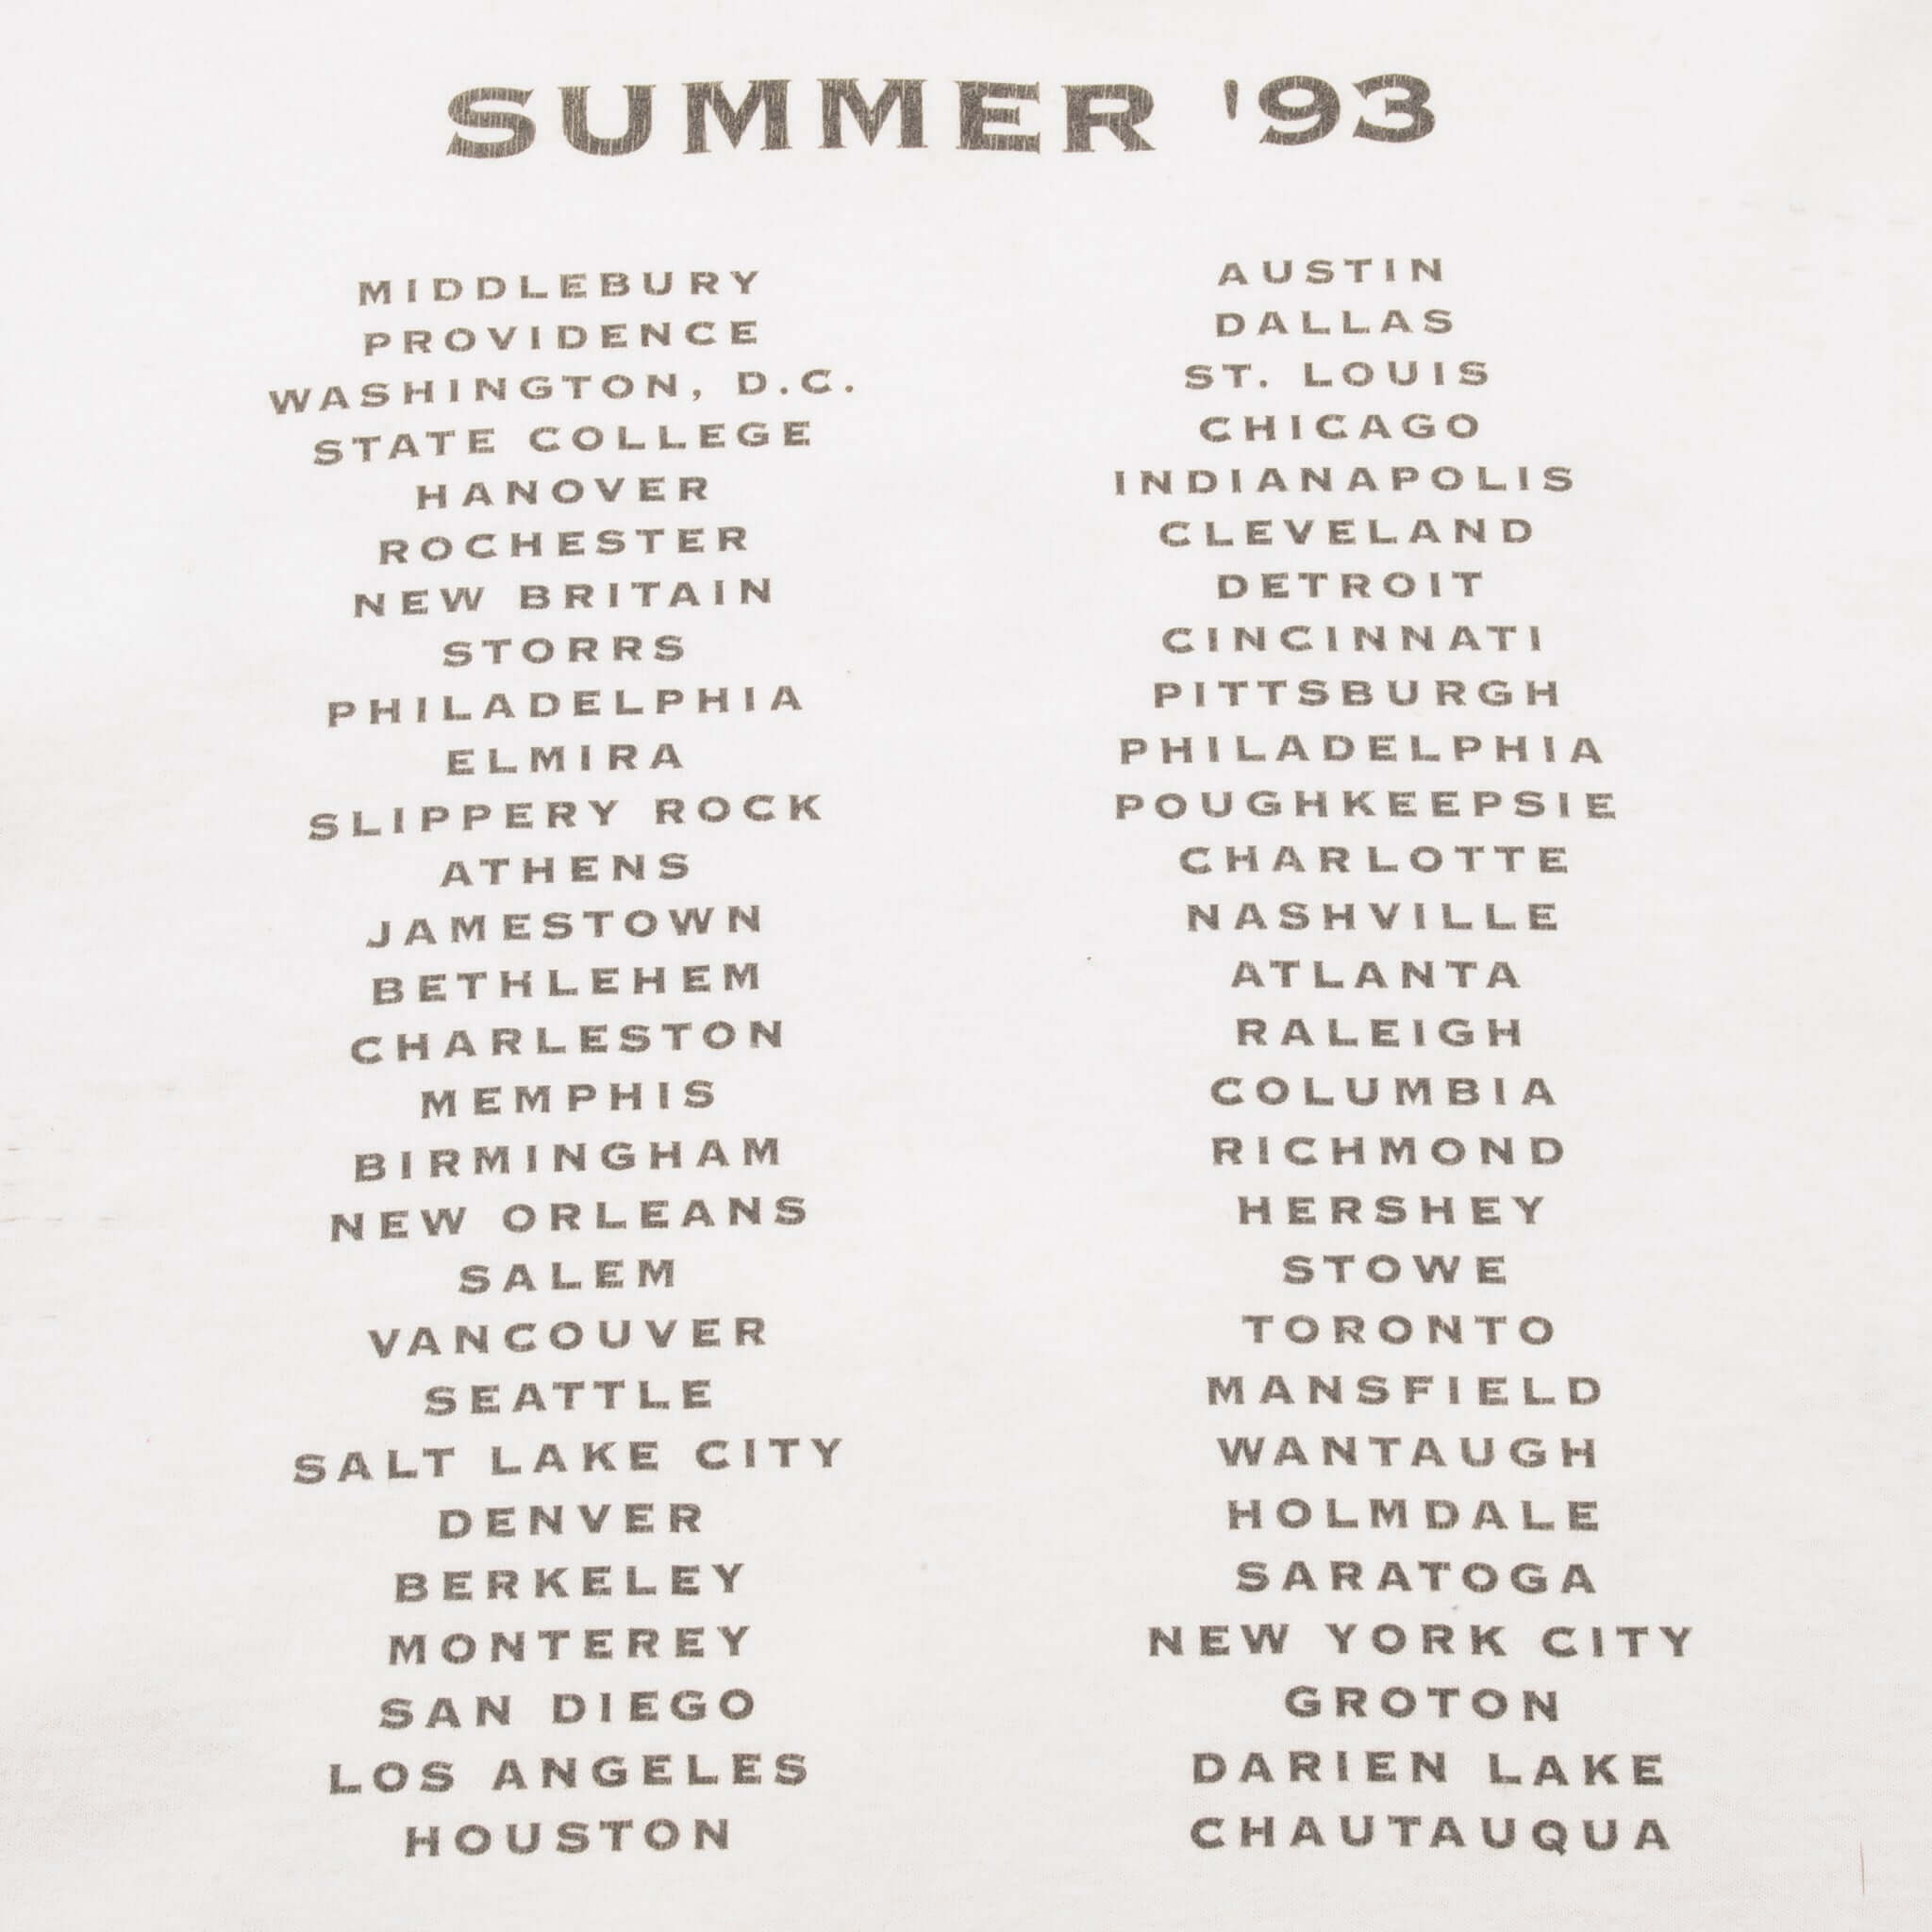 SUMMER '93
MIDDLEBURY
PROVIDENCE
WASHINGTON, D.C.
STATE COLLEGE
HANOVER
ROCHESTER
NEW BRITAIN
STORRS
PHILADELPHIA
ELMIRA
SLIPPERY ROCK
ATHENS
JAMESTOWN
BETHLEHEM
CHARLESTON
MEMPHIS
BIRMINGHAM
NEW ORLEANS
SALEM
VANCOUVER
SEATTLE
SALT LAKE CITY
DENVER
BERKELEY
MONTEREY
SAN DIEGO
LOS ANGELES
HOUSTON
AUSTIN
DALLAS
ST. LOUIS
CHICAGO
INDIANAPOLIS
CLEVELAND
DETROIT
CINCINNATI
PITTSBURGH
PHILADELPHIA
POUGHKEEPSIE
CHARLOTTE
NASHVILLE
ATLANTA
RALEIGH
COLUMBIA
RICHMOND
HERSHEY
STOWE
TORONTO
MANSFIELD
WANTAUGH
HOLMDALE
SARATOGA
NEW YORK CITY
GROTON
DARIEN LAKE
CHAUTAUQUA